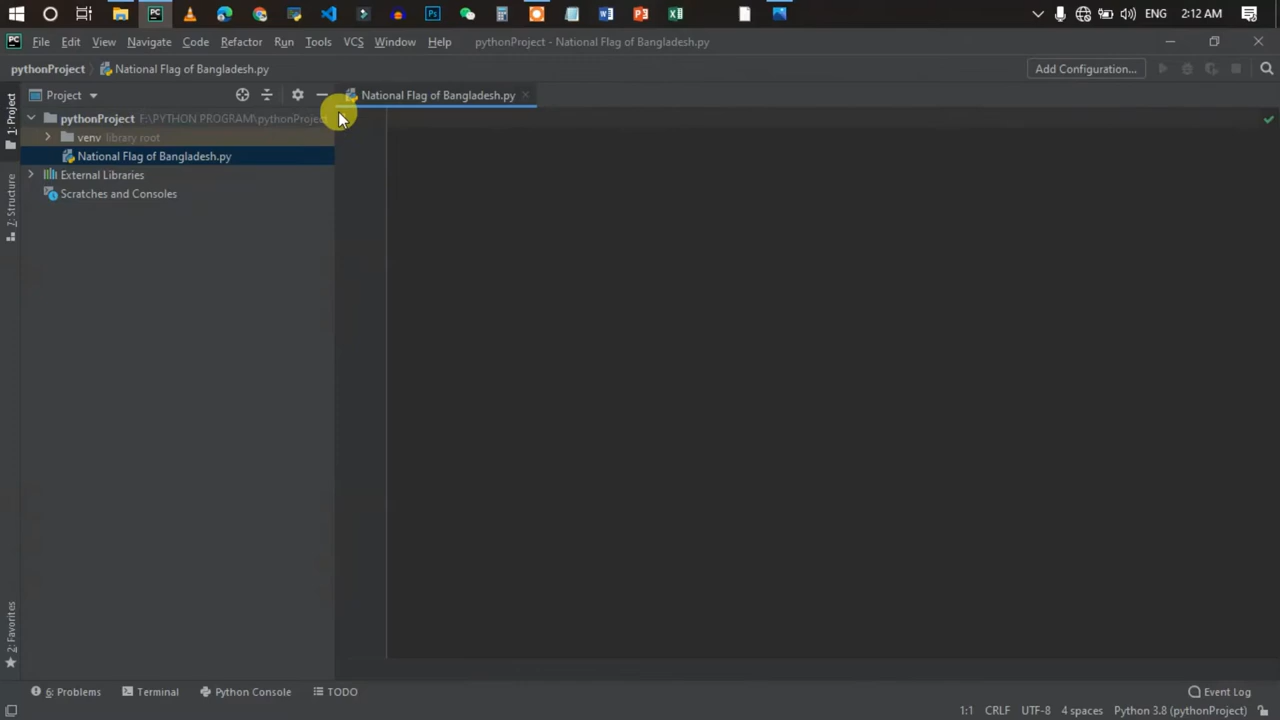 ENG 2:12 AM
File Edit View Navigate Code Refactor Run Tools VCS Window Help pythonProject - National Flag of Bangladesh.py
pythonProject National Flag of Bangladesh.py Add Configuration...
1: Project
Project
National Flag of Bangladesh.py
pythonProject F:\PYTHON PROGRAM\pythonProject
venv library root
National Flag of Bangladesh.py
External Libraries
Scratches and Consoles
7: Structure
2: Favorites
6: Problems Terminal Python Console TODO Event Log
1:1 CRLF UTF-8 4 spaces Python 3.8 (pythonProject)